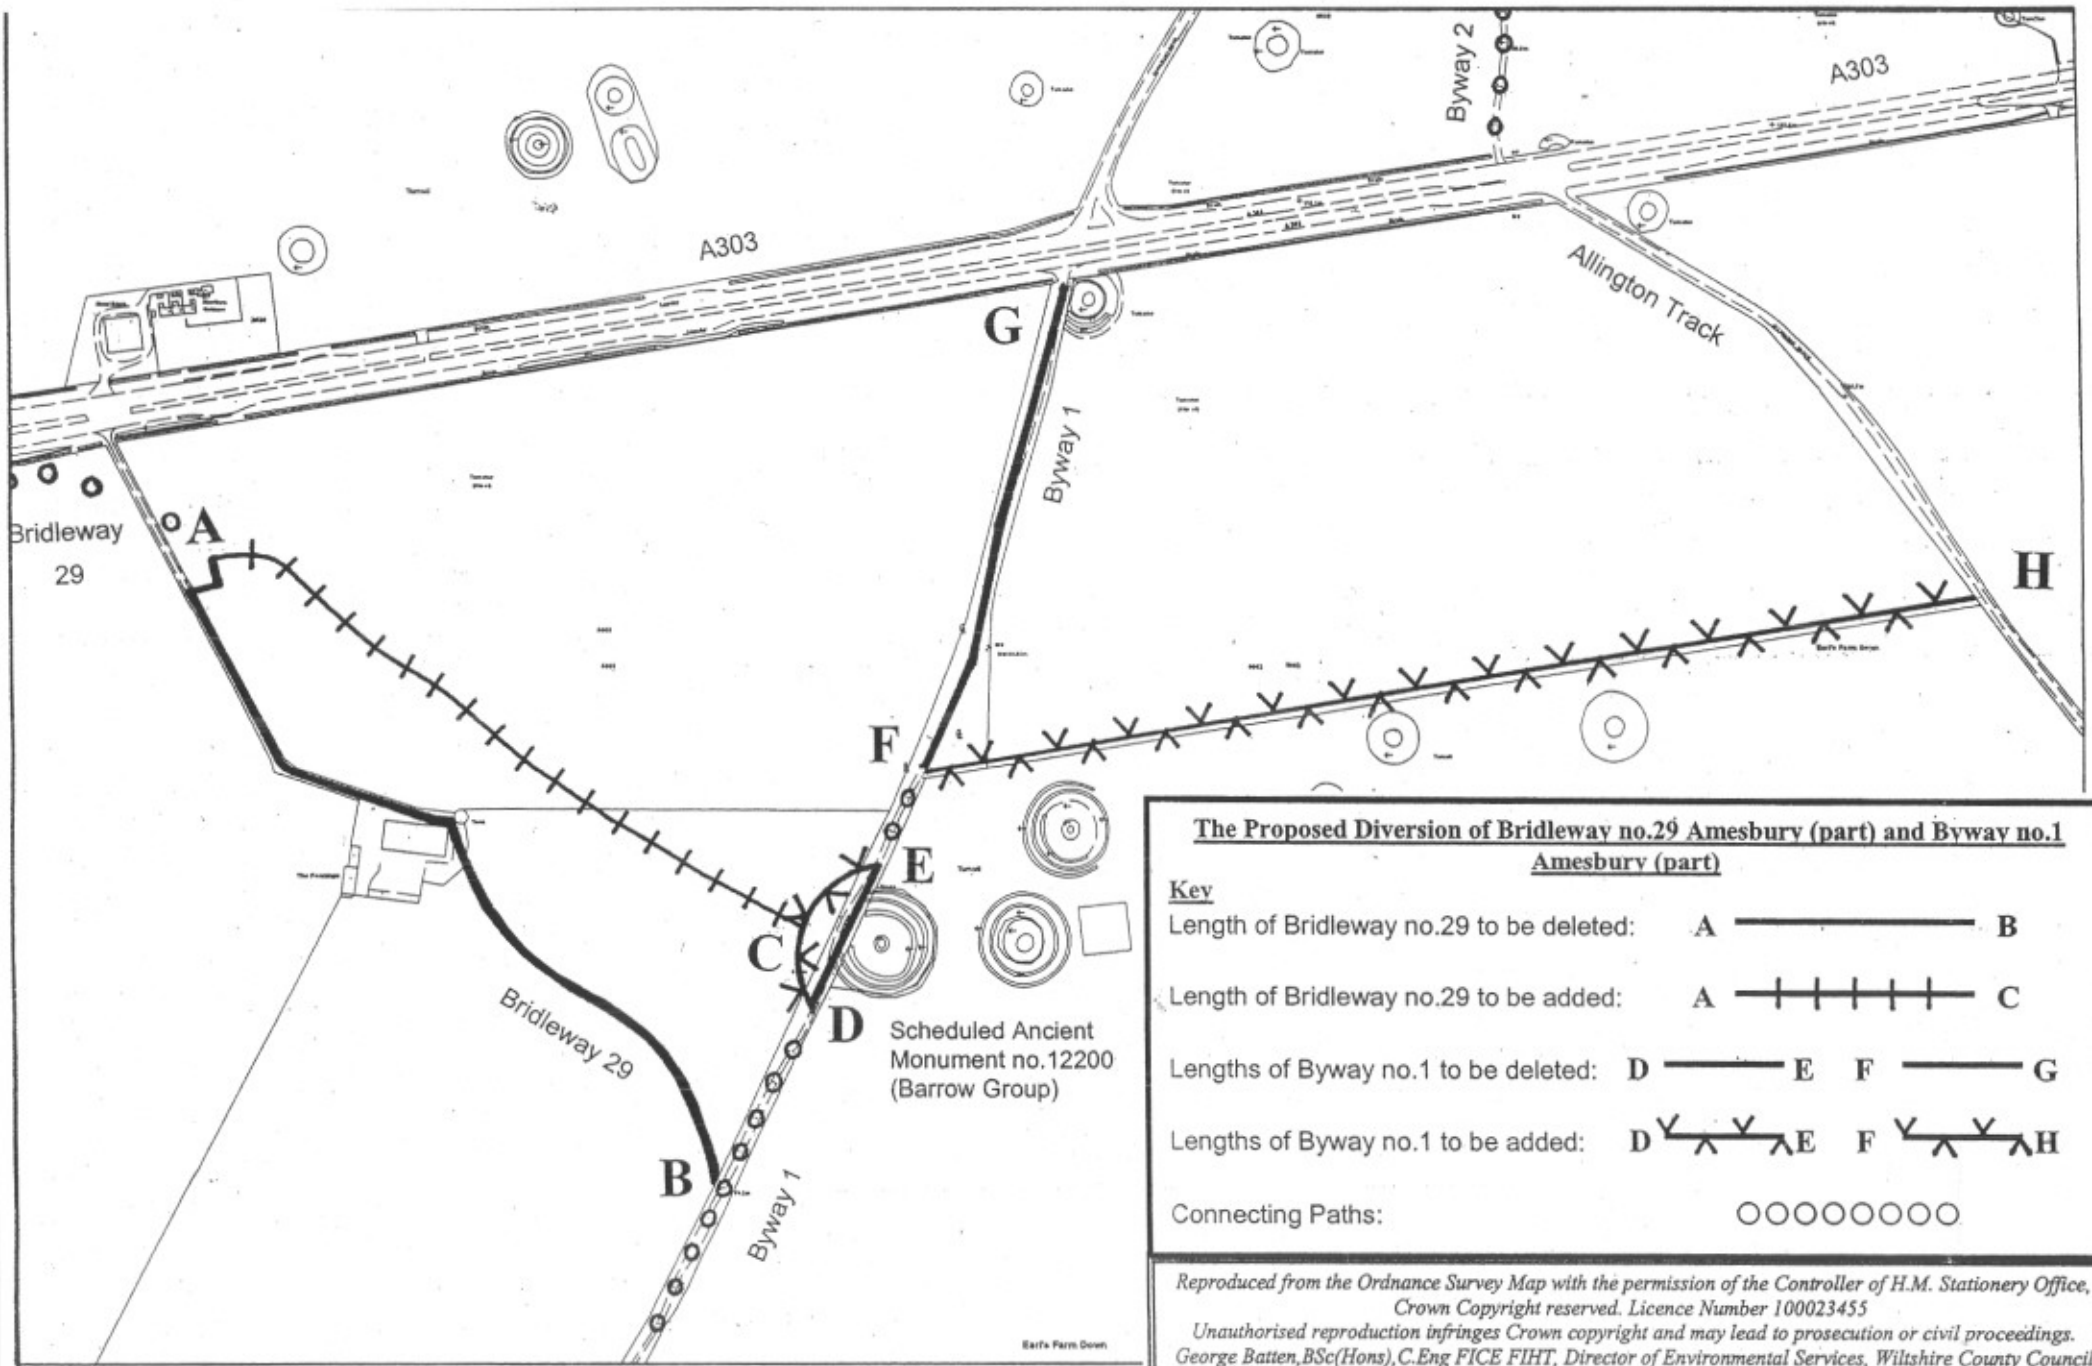 Byway 2
A303
A303
Allington Track
G
Byway 1
Bridleway
29
A
H
F
E
C
D
Scheduled Ancient
Monument no.12200
(Barrow Group)
Bridleway 29
B
Byway 1
Earl's Farm Down
The Proposed Diversion of Bridleway no.29 Amesbury (part) and Byway no.1
Amesbury (part)
Key
Length of Bridleway no.29 to be deleted: A B
Length of Bridleway no.29 to be added: A C
Lengths of Byway no.1 to be deleted: D E F G
Lengths of Byway no.1 to be added: D E F H
Connecting Paths:
Reproduced from the Ordnance Survey Map with the permission of the Controller of H.M. Stationery Office,
Crown Copyright reserved. Licence Number 100023455
Unauthorised reproduction infringes Crown copyright and may lead to prosecution or civil proceedings.
George Batten,BSc(Hons),C.Eng FICE FIHT, Director of Environmental Services, Wiltshire County Council